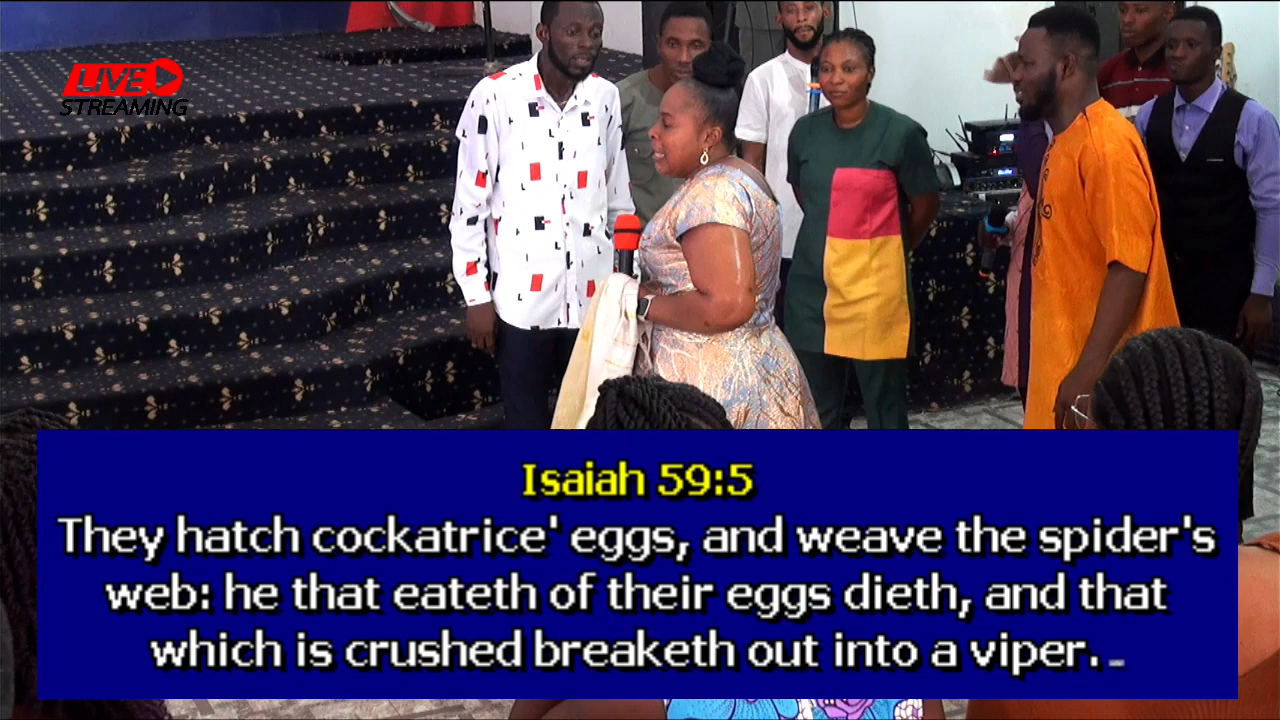 LIVE
STREAMING
Isaiah 59:5
They hatch cockatrice' eggs, and weave the spider's
web: he that eateth of their eggs dieth, and that
which is crushed breaketh out into a viper.